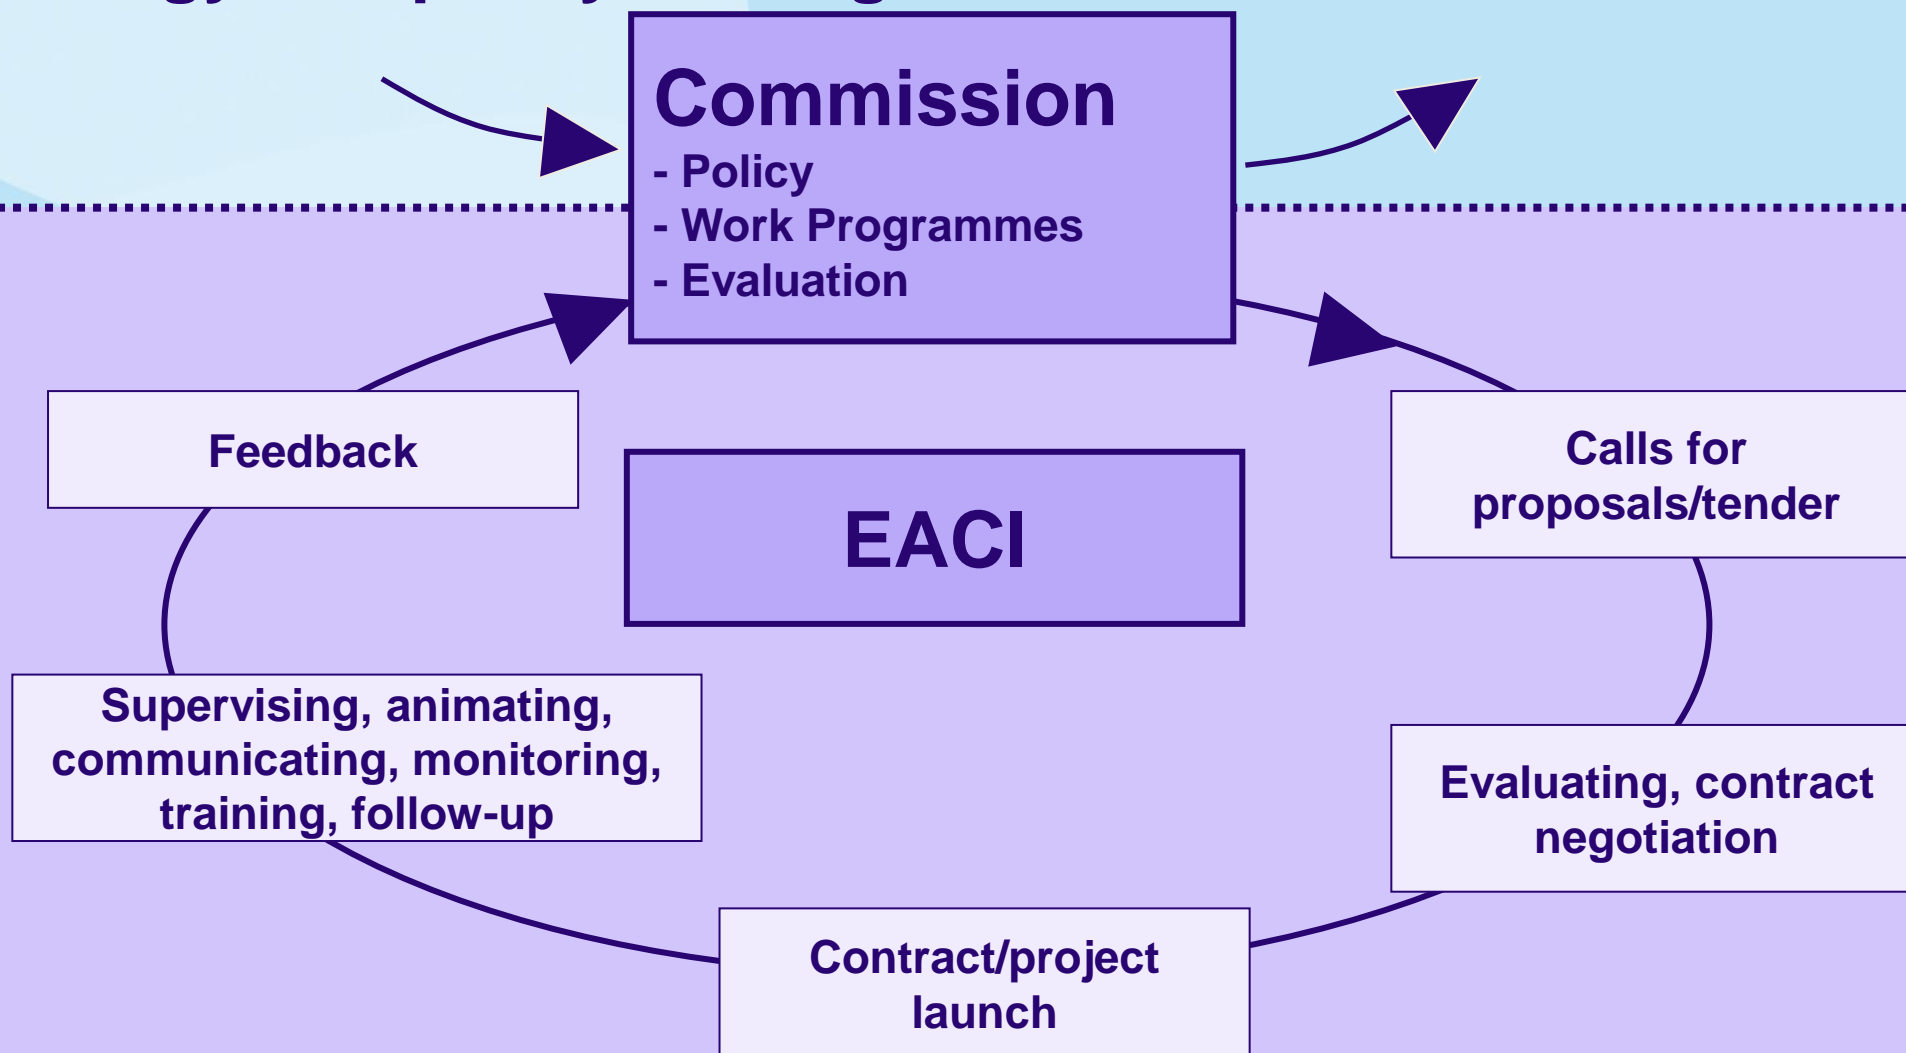 Commission
- Policy
- Work Programmes
- Evaluation
Feedback
Calls for
proposals/tender
EACI
Supervising, animating,
communicating, monitoring,
training, follow-up
Evaluating, contract
negotiation
Contract/project
launch